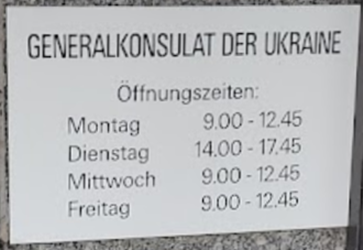 GENERALKONSULAT DER UKRAINE
Öffnungszeiten:
Montag 9.00 - 12.45
Dienstag 14.00 - 17.45
Mittwoch 9.00 - 12.45
Freitag 9.00 - 12.45